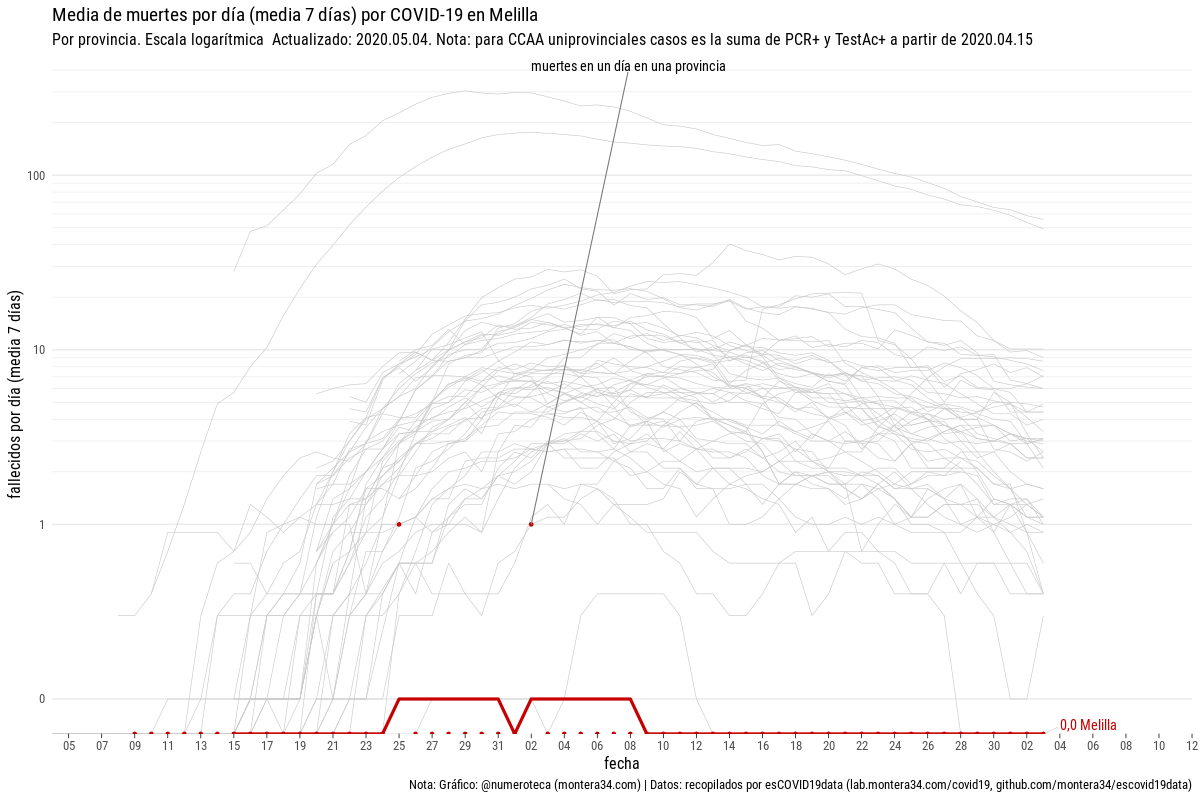 Media de muertes por día (media 7 días) por COVID-19 en Melilla
Por provincia. Escala logarítmica  Actualizado: 2020.05.04. Nota: para CCAA uniprovinciales casos es la suma de PCR+ y TestAc+ a partir de 2020.04.15
muertes en un día en una provincia
fallecidos por día (media  7 días)
100
10
1
0
0,0 Melilla
05 07 09 11 13 15 17 19 21 23 25 27 29 31 02 04 06 08 10 12 14 16 18 20 22 24 26 28 30 02 04 06 08 10 12
fecha
Nota: Gráfico: @numeroteca (montera34.com) | Datos: recopilados por esCOVID19data (lab.montera34.com/covid19, github.com/montera34/escovid19data)